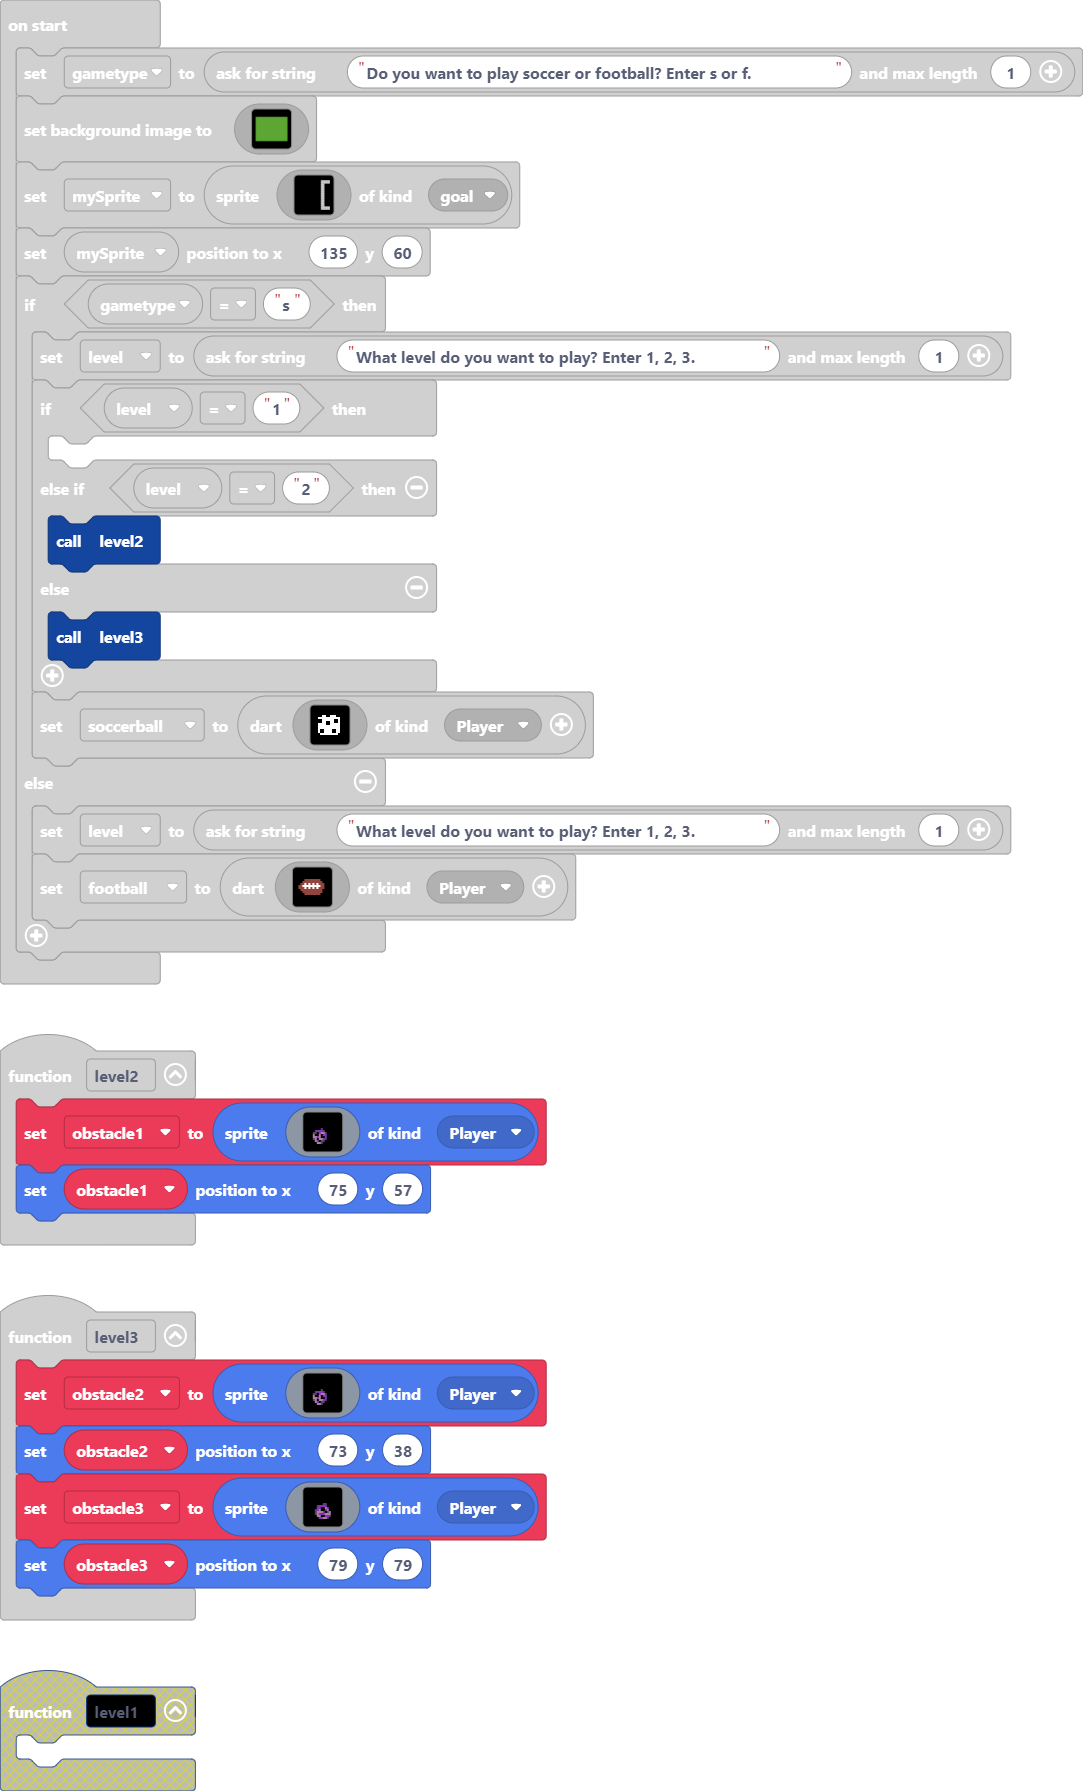 on start
set gametype to ask for string "Do you want to play soccer or football? Enter s or f." and max length 1
set background image to
set mySprite to sprite of kind goal
set mySprite position to x 135 y 60
if gametype = "s" then
set level to ask for string "What level do you want to play? Enter 1, 2, 3." and max length 1
if level = "1" then
else if level = "2" then
call level2
else
call level3
set soccerball to dart of kind Player
else
set level to ask for string "What level do you want to play? Enter 1, 2, 3." and max length 1
set football to dart of kind Player
function level2
set obstacle1 to sprite of kind Player
set obstacle1 position to x 75 y 57
function level3
set obstacle2 to sprite of kind Player
set obstacle2 position to x 73 y 38
set obstacle3 to sprite of kind Player
set obstacle3 position to x 79 y 79
function level1